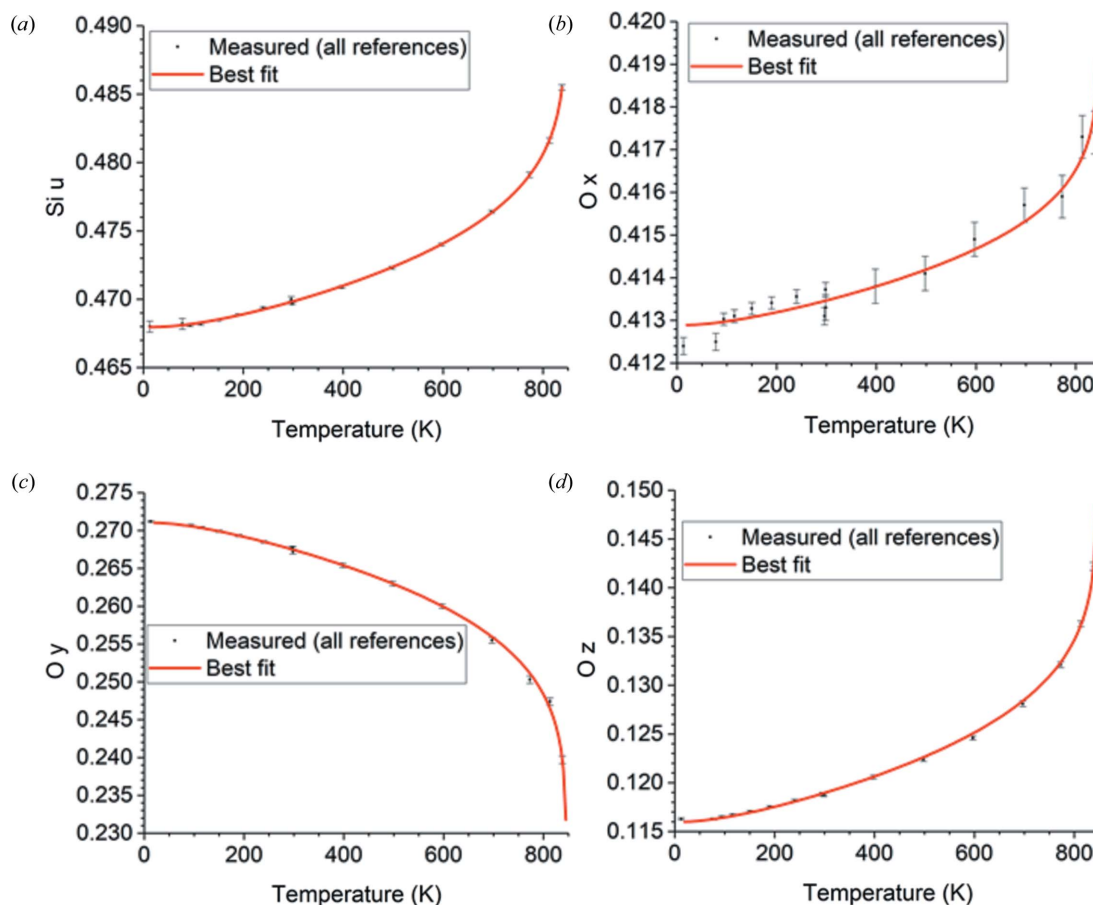 (a)
0.490
0.485
0.480
0.475
0.470
0.465
Si u
Measured (all references)
Best fit
0 200 400 600 800
Temperature (K)
(b)
0.420
0.419
0.418
0.417
0.416
0.415
0.414
0.413
0.412
O x
Measured (all references)
Best fit
0 200 400 600 800
Temperature (K)
(c)
0.275
0.270
0.265
0.260
0.255
0.250
0.245
0.240
0.235
0.230
O y
Measured (all references)
Best fit
0 200 400 600 800
Temperature (K)
(d)
0.150
0.145
0.140
0.135
0.130
0.125
0.120
0.115
O z
Measured (all references)
Best fit
0 200 400 600 800
Temperature (K)